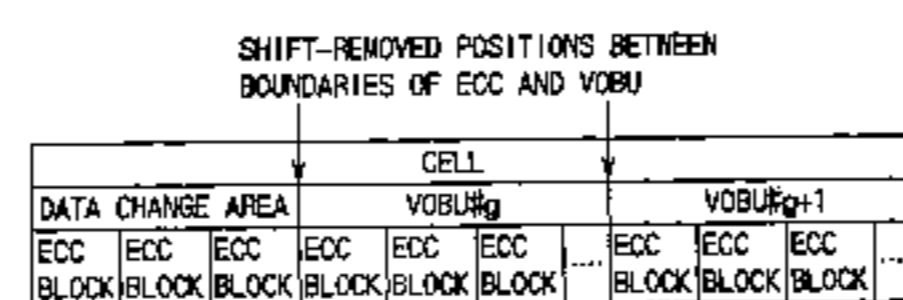 SHIFT-REMOVED POSITIONS BETWEEN
BOUNDARIES OF ECC AND VOBU
CELL
DATA CHANGE AREA VOBU#g VOBU#g+1
ECC ECC ECC ECC ECC ECC .... ECC ECC ECC ...
BLOCK BLOCK BLOCK BLOCK BLOCK BLOCK BLOCK BLOCK BLOCK